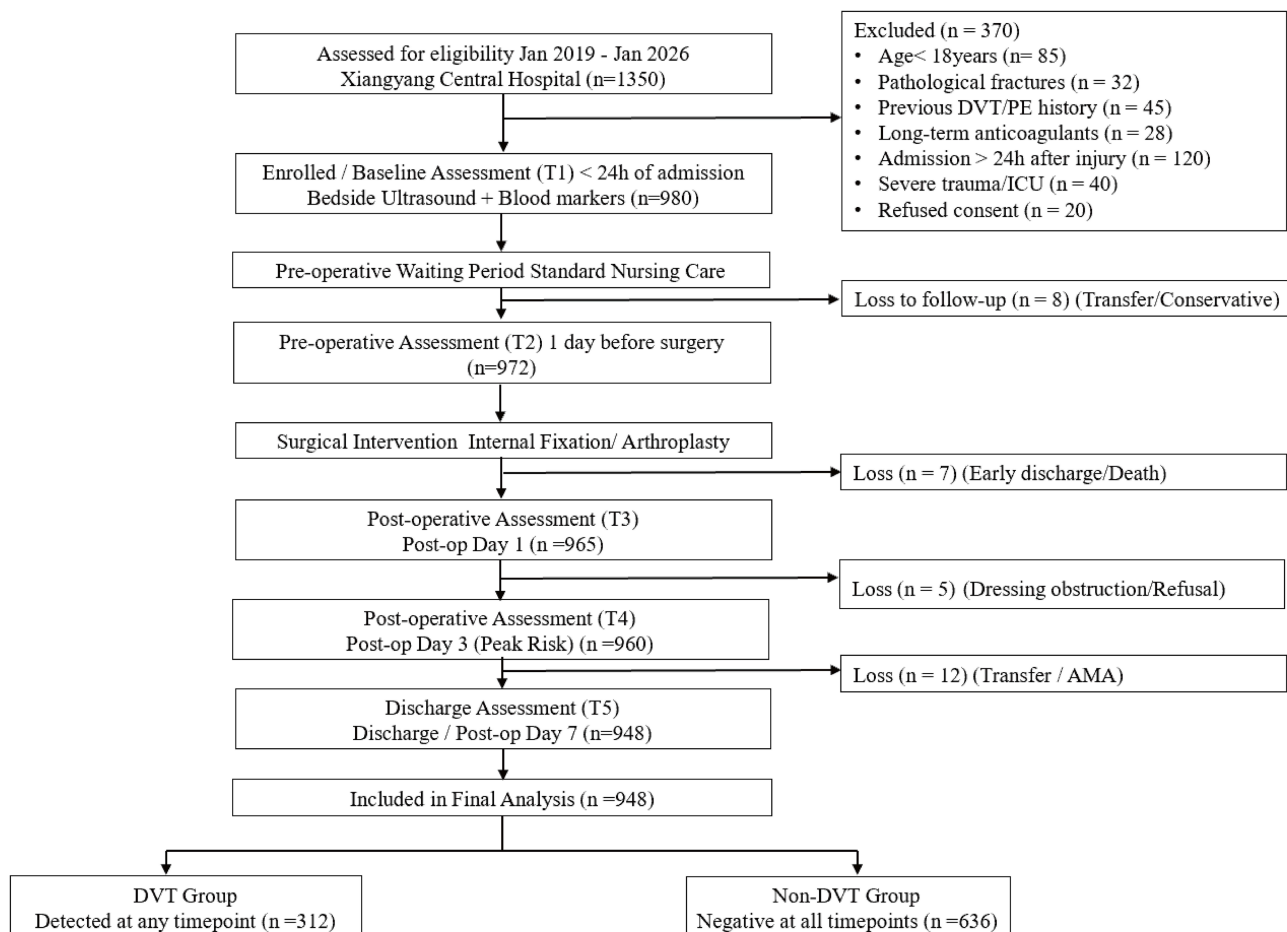 Assessed for eligibility Jan 2019 - Jan 2026
Xiangyang Central Hospital (n=1350)
Excluded (n = 370)
• Age< 18years (n= 85)
• Pathological fractures (n = 32)
• Previous DVT/PE history (n = 45)
• Long-term anticoagulants (n = 28)
• Admission > 24h after injury (n = 120)
• Severe trauma/ICU (n = 40)
• Refused consent (n = 20)
Enrolled / Baseline Assessment (T1) < 24h of admission
Bedside Ultrasound + Blood markers (n=980)
Pre-operative Waiting Period Standard Nursing Care
Loss to follow-up (n = 8) (Transfer/Conservative)
Pre-operative Assessment (T2) 1 day before surgery
(n=972)
Surgical Intervention Internal Fixation/ Arthroplasty
Loss (n = 7) (Early discharge/Death)
Post-operative Assessment (T3)
Post-op Day 1 (n =965)
Loss (n = 5) (Dressing obstruction/Refusal)
Post-operative Assessment (T4)
Post-op Day 3 (Peak Risk) (n =960)
Loss (n = 12) (Transfer / AMA)
Discharge Assessment (T5)
Discharge / Post-op Day 7 (n=948)
Included in Final Analysis (n =948)
DVT Group
Detected at any timepoint (n =312)
Non-DVT Group
Negative at all timepoints (n =636)